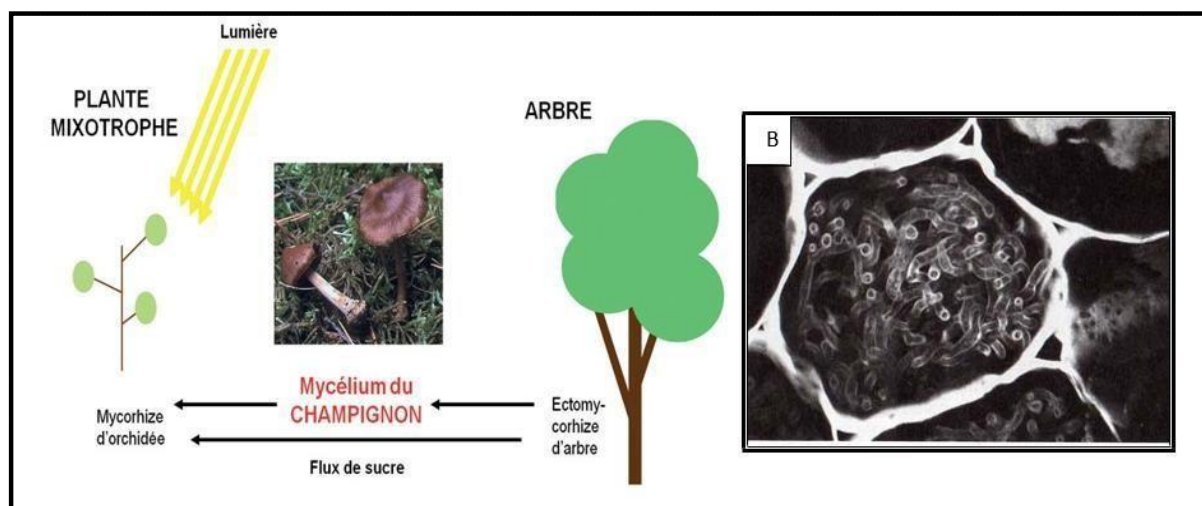 Lumière
PLANTE
MIXOTROPHE
ARBRE
B
Mycélium du
CHAMPIGNON
Mycorhize
d'orchidée
Ectomy-
corhize
d'arbre
Flux de sucre